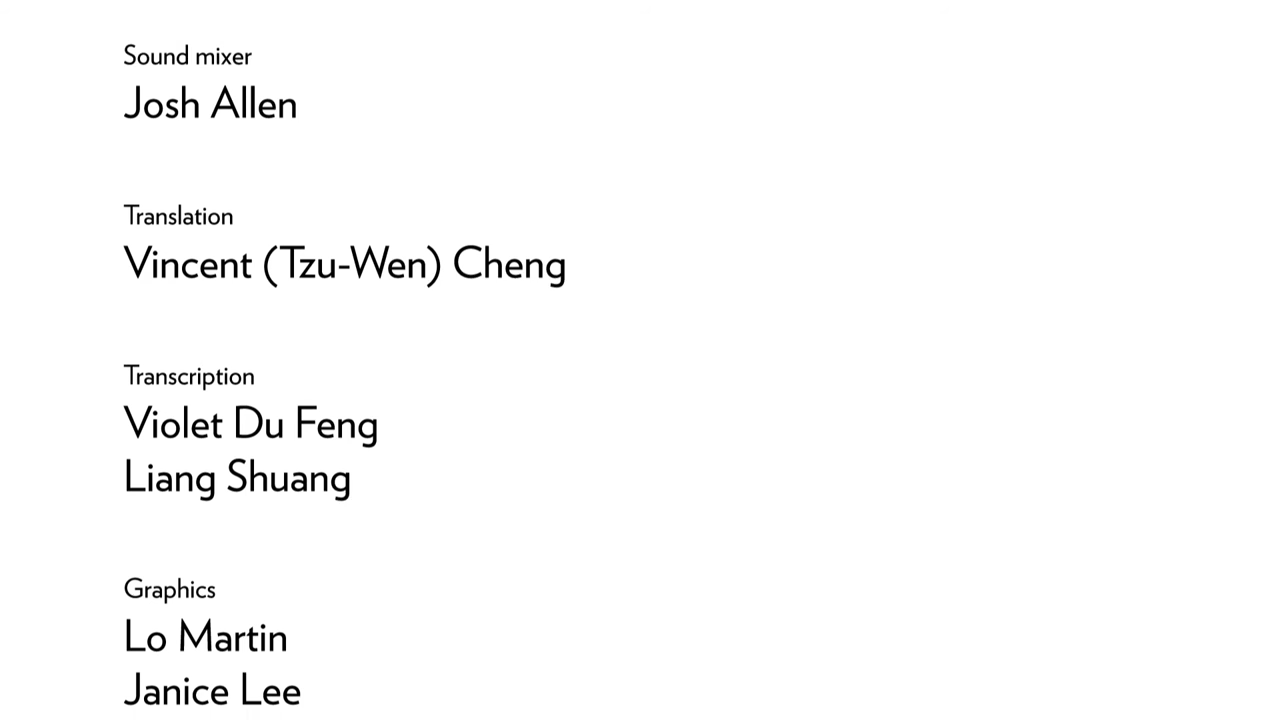 Sound mixer
Josh Allen
Translation
Vincent (Tzu-Wen) Cheng
Transcription
Violet Du Feng
Liang Shuang
Graphics
Lo Martin
Janice Lee